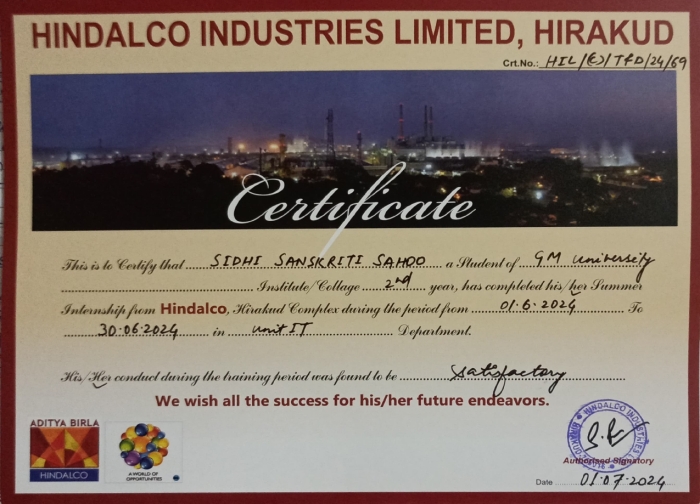 HINDALCO INDUSTRIES LIMITED, HIRAKUD
Crt.No.: HIL/(E)/TFD/24/69
Certificate
This is to Certify that SIDHI SANSKRITI SAHOO a Student of GM University
Institute/Collage 2nd year, has completed his/her Summer
Internship from Hindalco, Hirakud Complex during the period from 01.6.2024 To
30.06.2024 in unit IT Department.
His/Her conduct during the training period was found to be satisfactory
We wish all the success for his/her future endeavors.
ADITYA BIRLA
HINDALCO
A WORLD OF
OPPORTUNITIES
HINDALCO INDUSTRIES
HIRAKUD
Authorised Signatory
Date 01.07.2024